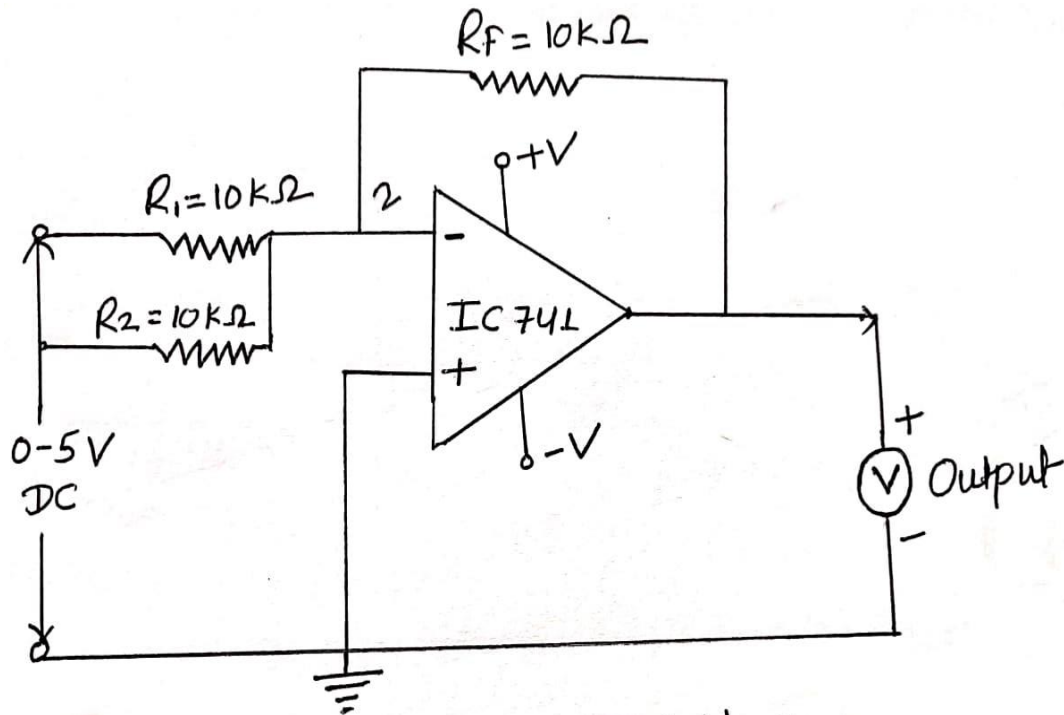 RF = 10KΩ
+V
R1 = 10KΩ
2
-
R2 = 10KΩ
IC 741
+
-V
0-5V
DC
+
V
Output
-